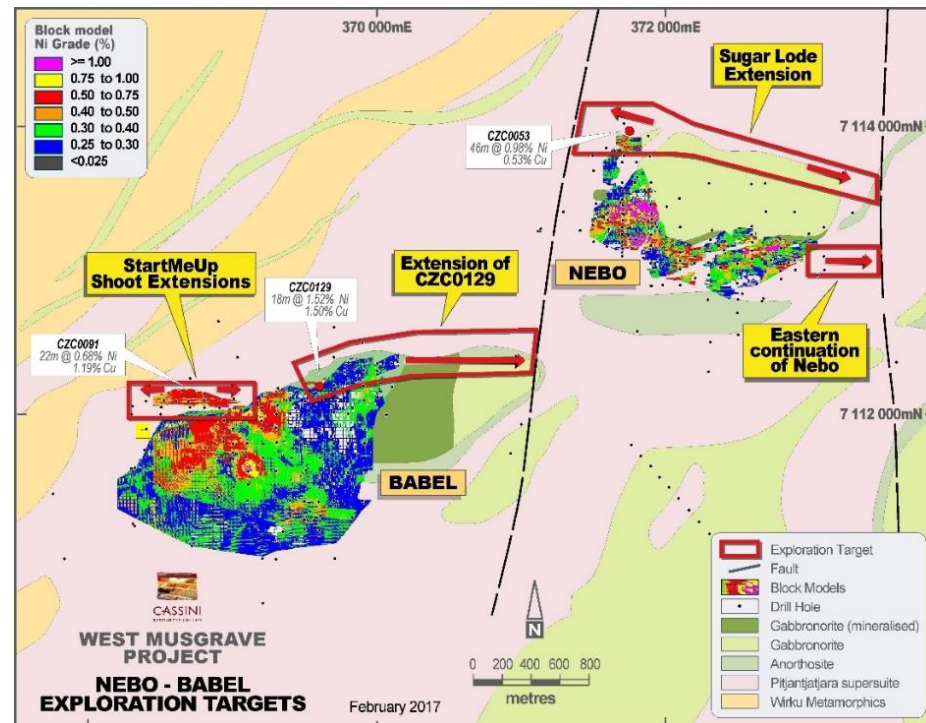 370 000mE
372 000mE
Block model
Ni Grade (%)
>= 1.00
0.75 to 1.00
0.50 to 0.75
0.40 to 0.50
0.30 to 0.40
0.25 to 0.30
<0.025
Sugar Lode
Extension
7 114 000mN
CZC0053
46m @ 0.98% Ni
0.53% Cu
StartMeUp
Shoot Extensions
Extension of
CZC0129
NEBO
CZC0129
18m @ 1.52% Ni
1.50% Cu
Eastern
continuation
of Nebo
CZC0091
22m @ 0.68% Ni
1.19% Cu
7 112 000mN
BABEL
CASSINI
WEST MUSGRAVE
PROJECT
NEBO - BABEL
EXPLORATION TARGETS
February 2017
N
0 200 400 600 800
metres
Exploration Target
Fault
Block Models
Drill Hole
Gabbronorite (mineralised)
Gabbronorite
Anorthosite
Pitjantjatjara supersuite
Wirku Metamorphics